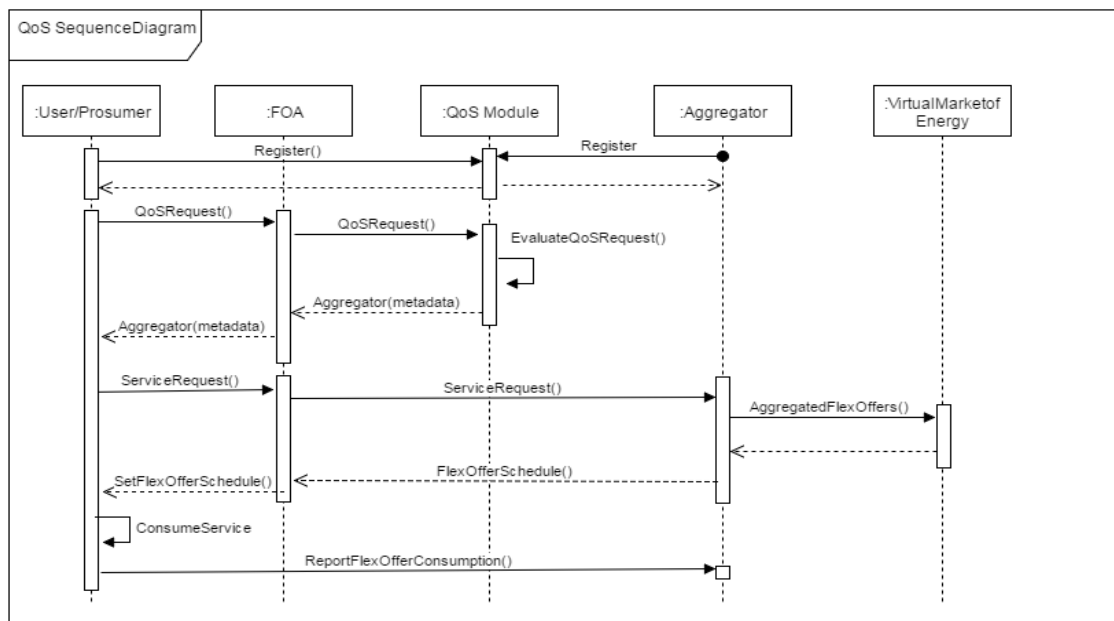 QoS SequenceDiagram
:User/Prosumer
:FOA
:QoS Module
:Aggregator
:VirtualMarketof
Energy
Register()
Register
QoSRequest()
QoSRequest()
EvaluateQoSRequest()
Aggregator(metadata)
Aggregator(metadata)
ServiceRequest()
ServiceRequest()
AggregatedFlexOffers()
FlexOfferSchedule()
SetFlexOfferSchedule()
ConsumeService
ReportFlexOfferConsumption()